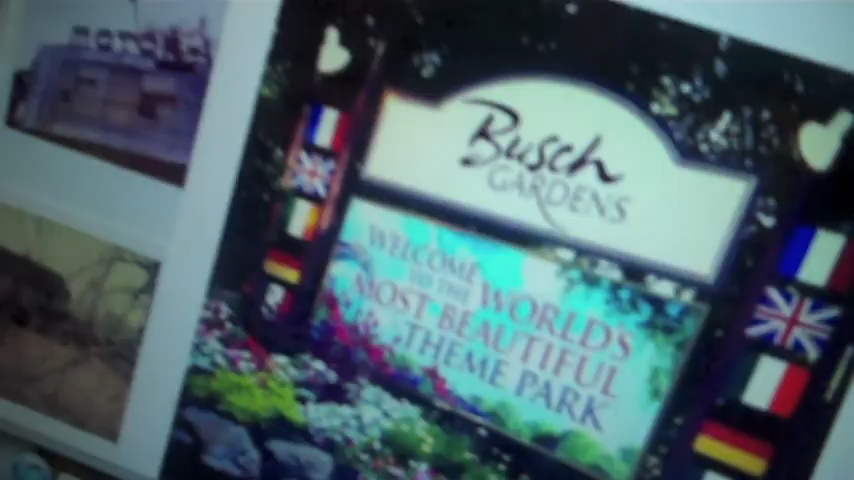 Busch
GARDENS
WELCOME
TO THE WORLD'S
MOST BEAUTIFUL
THEME PARK